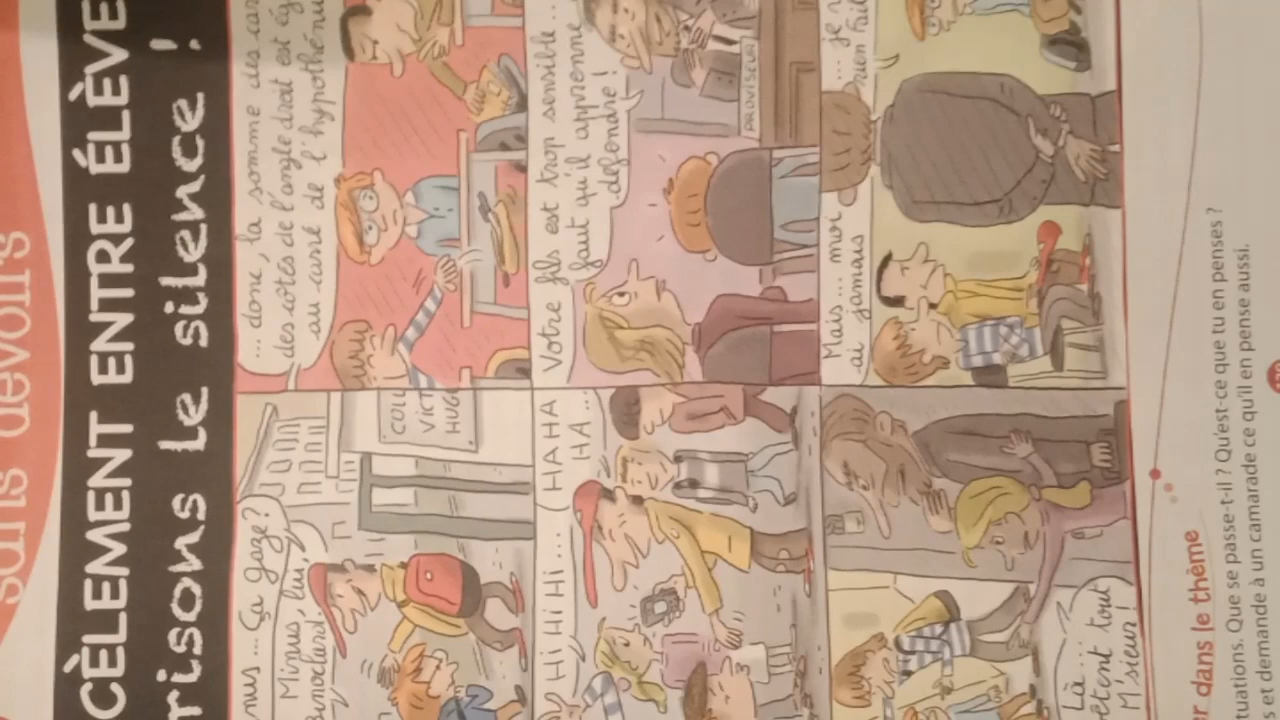 sans devoirs
CÈLEMENT ENTRE ÉLÈVE
risons le silence !
nus... Ça gaze?
Minus, lui,
Binoclard.
COLL
VICT
HUGO
... donc, la somme des car
des côtés de l'angle droit est ég
au carré de l'hypothénu
Hi Hi Hi... HA HA
HA...
Votre fils est trop sensible..
faut qu'il apprenne
défendre !
PROVISEUR
Là...
êtent tout
M'sieur !
Mais... moi ... je n
ai jamais rien fait
r dans le thème
tuations. Que se passe-t-il ? Qu'est-ce que tu en penses ?
s et demande à un camarade ce qu'il en pense aussi.